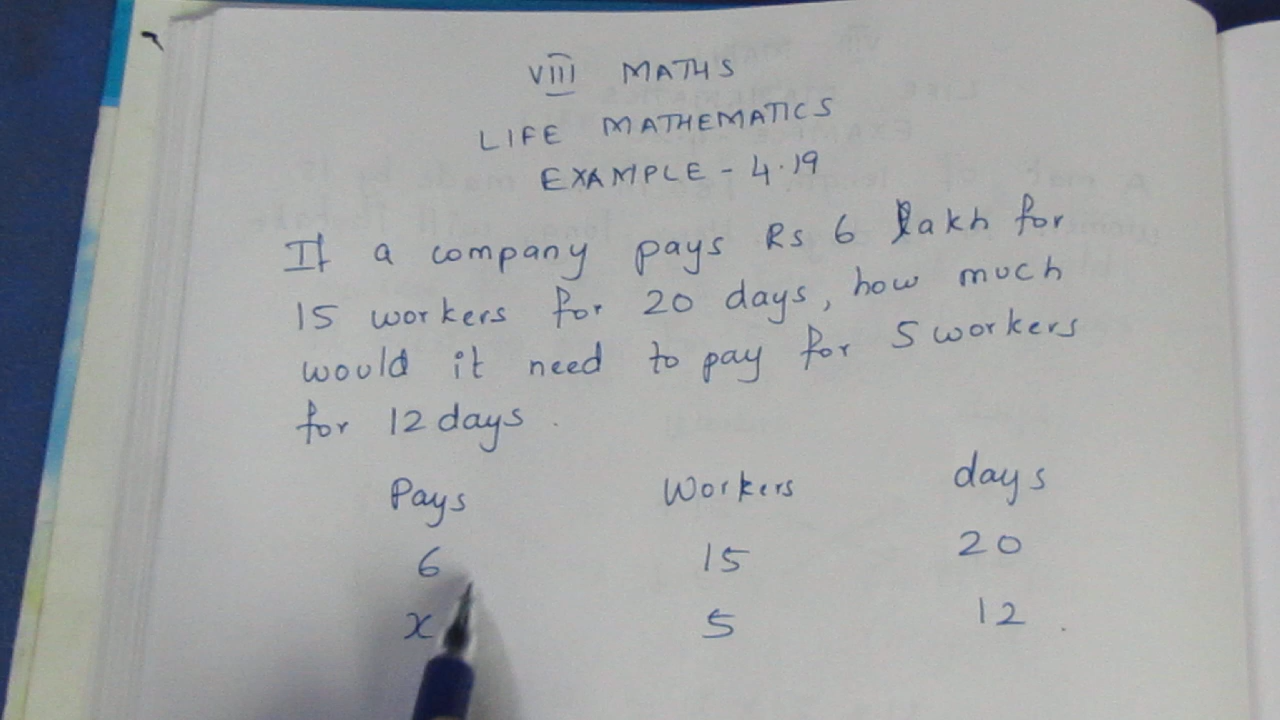 VIII MATHS
LIFE MATHEMATICS
EXAMPLE - 4.19
If a company pays Rs 6 lakh for
15 workers for 20 days, how much
would it need to pay for 5 workers
for 12 days.
Pays Workers days
6 15 20
x 5 12.